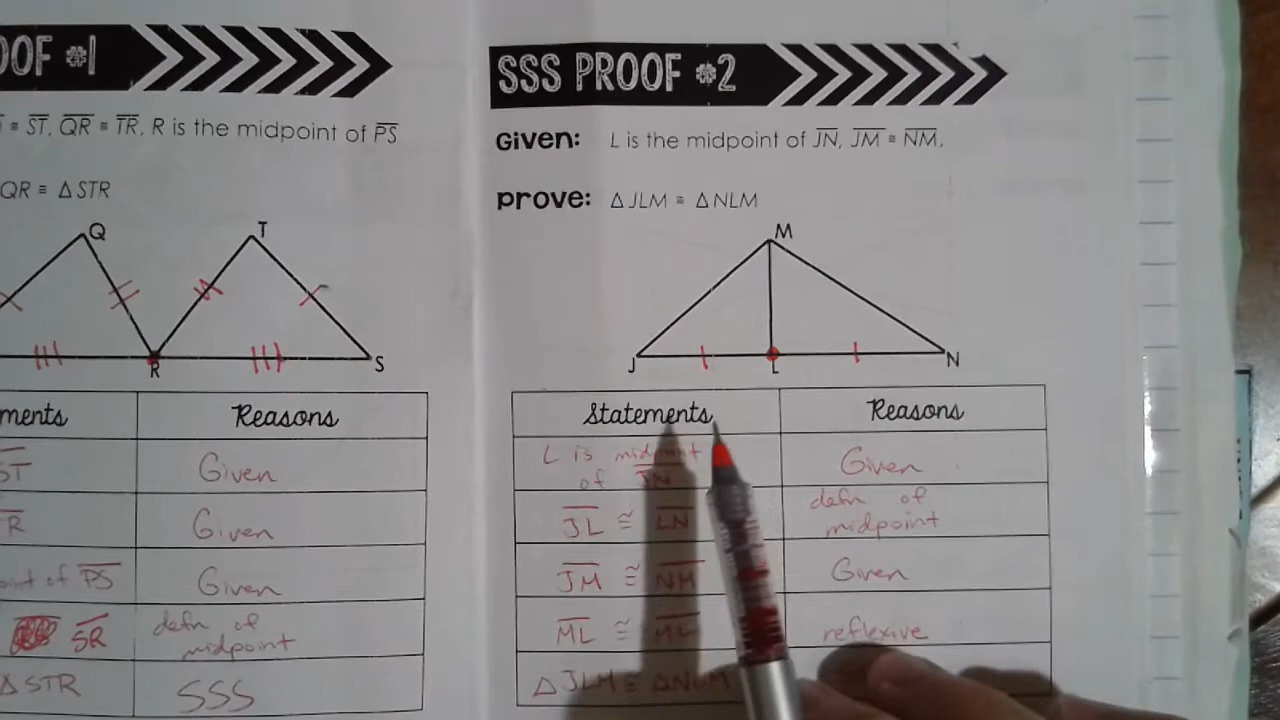 OOF #1
≅ ST, QR ≅ TR, R is the midpoint of PS
QR ≅ △ STR
Q
T
R
S
ments
Reasons
ST
Given
R
Given
oint of PS
Given
SR
defn of
midpoint
△ STR
SSS
SSS PROOF #2
Given: L is the midpoint of JN, JM ≅ NM.
prove: △JLM ≅ △NLM
M
J
L
N
Statements
Reasons
L is midpoint
of JN
Given
JL ≅ LN
defn of
midpoint
JM ≅ NM
Given
ML ≅ ML
reflexive
△JLM ≅ △NLM